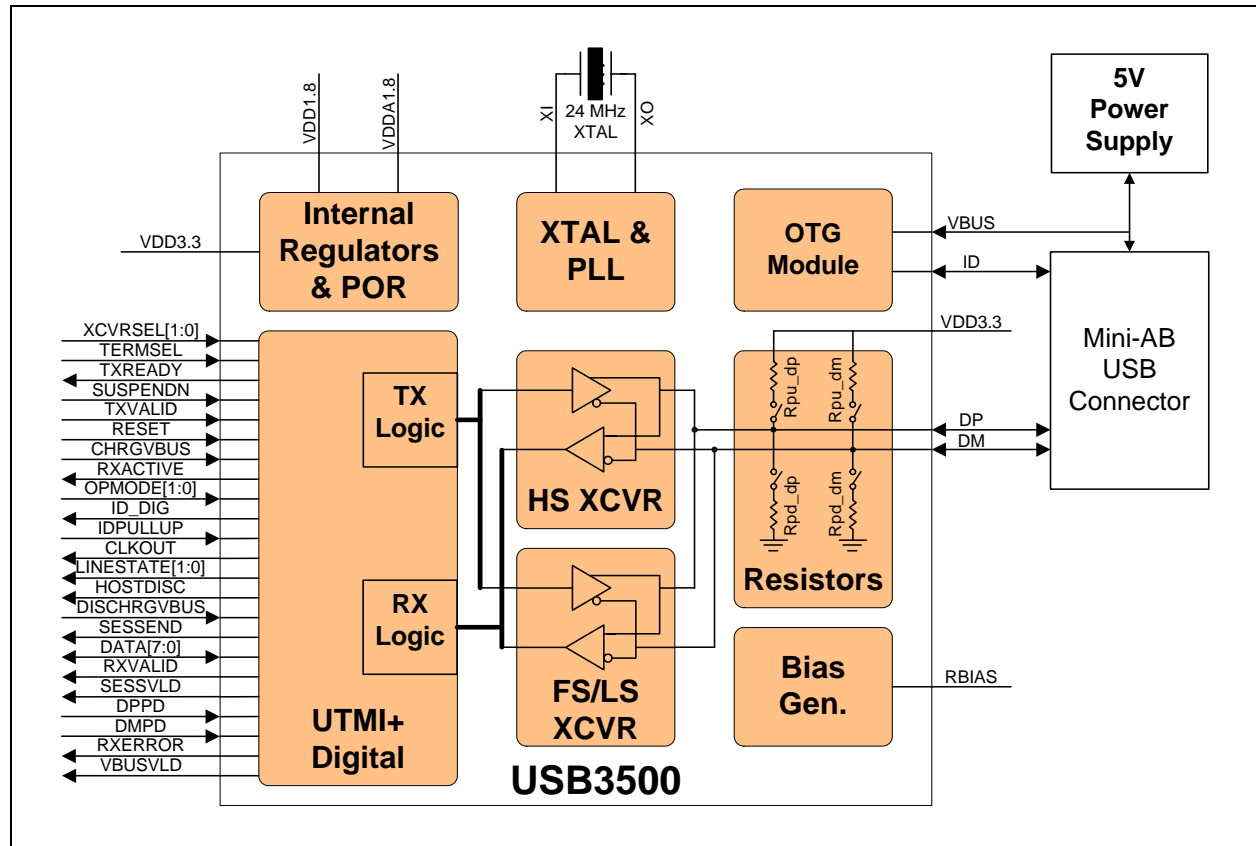 VDD1.8
VDDA1.8
XI
24 MHz
XTAL
XO
5V
Power
Supply
Internal
Regulators
& POR
XTAL &
PLL
OTG
Module
VBUS
ID
VDD3.3
VDD3.3
Mini-AB
USB
Connector
XCVRSEL[1:0]
TERMSEL
TXREADY
SUSPENDN
TXVALID
RESET
CHRGVBUS
RXACTIVE
OPMODE[1:0]
ID_DIG
IDPULLUP
CLKOUT
LINESTATE[1:0]
HOSTDISC
DISCHRGVBUS
SESSEND
DATA[7:0]
RXVALID
SESSVLD
DPPD
DMPD
RXERROR
VBUSVLD
TX
Logic
RX
Logic
UTMI+
Digital
HS XCVR
FS/LS
XCVR
Rpu_dp
Rpu_dm
Rpd_dp
Rpd_dm
Resistors
DP
DM
Bias
Gen.
RBIAS
USB3500